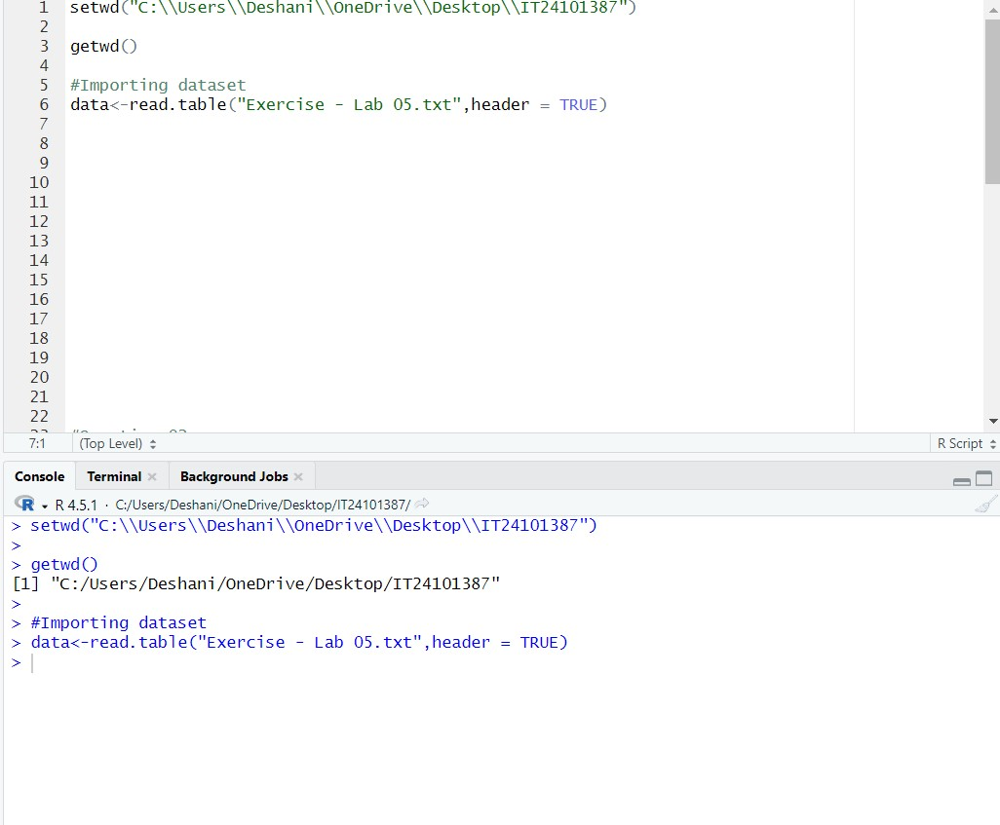 1 setwd("C:\\Users\\Deshani\\OneDrive\\Desktop\\IT24101387")
2
3 getwd()
4
5 #Importing dataset
6 data<-read.table("Exercise - Lab 05.txt",header = TRUE)
7
8
9
10
11
12
13
14
15
16
17
18
19
20
21
22
7:1 (Top Level) R Script
Console Terminal Background Jobs
R R 4.5.1 · C:/Users/Deshani/OneDrive/Desktop/IT24101387/
> setwd("C:\\Users\\Deshani\\OneDrive\\Desktop\\IT24101387")
>
> getwd()
[1] "C:/Users/Deshani/OneDrive/Desktop/IT24101387"
>
> #Importing dataset
> data<-read.table("Exercise - Lab 05.txt",header = TRUE)
>